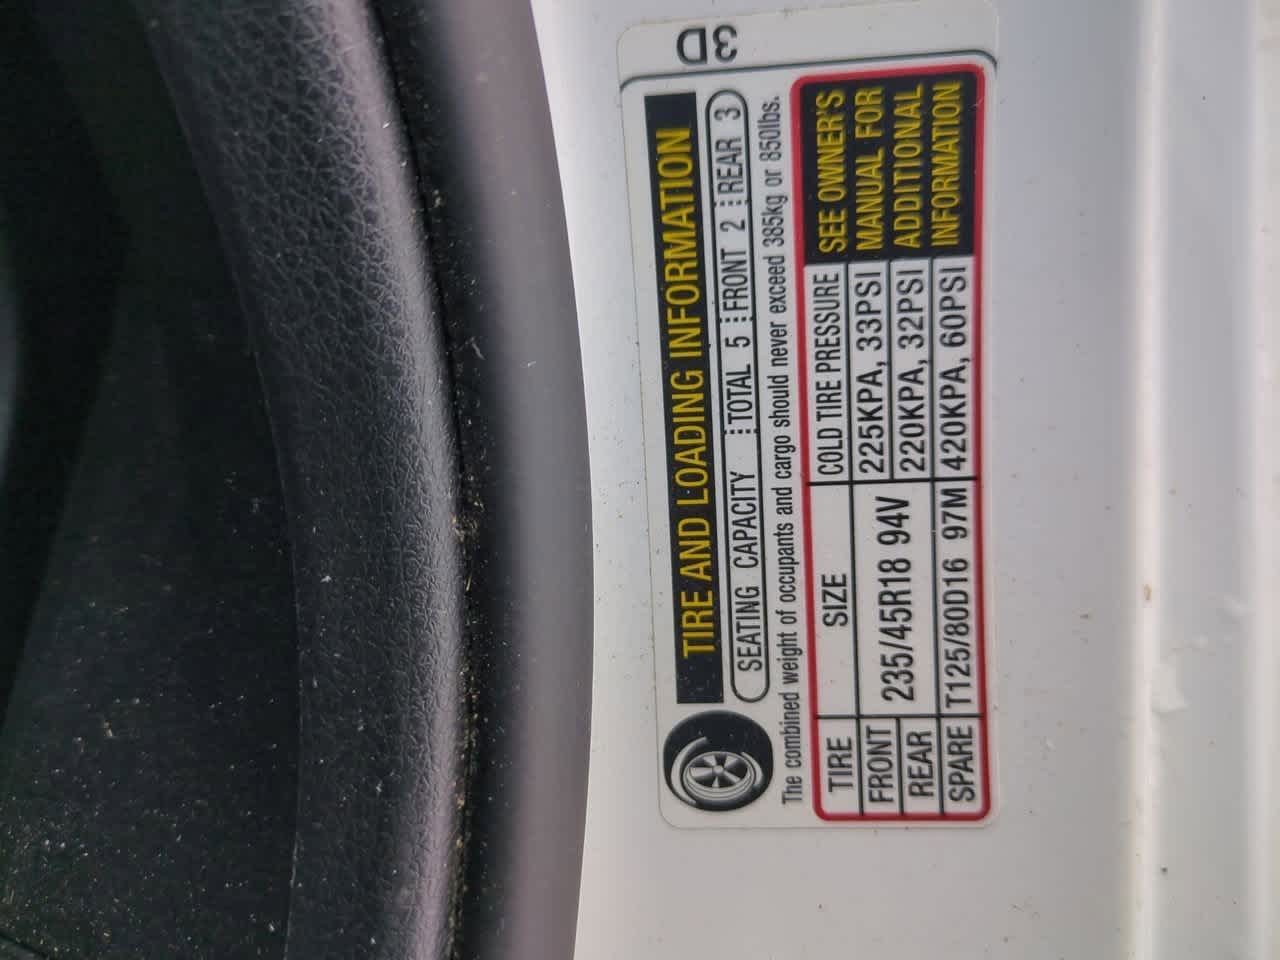 3D
TIRE AND LOADING INFORMATION
SEATING CAPACITY TOTAL 5 FRONT 2 REAR 3
The combined weight of occupants and cargo should never exceed 385kg or 850lbs.
TIRE SIZE COLD TIRE PRESSURE
FRONT 235/45R18 94V 225KPA, 33PSI
REAR 220KPA, 32PSI
SPARE T125/80D16 97M 420KPA, 60PSI
SEE OWNER'S
MANUAL FOR
ADDITIONAL
INFORMATION